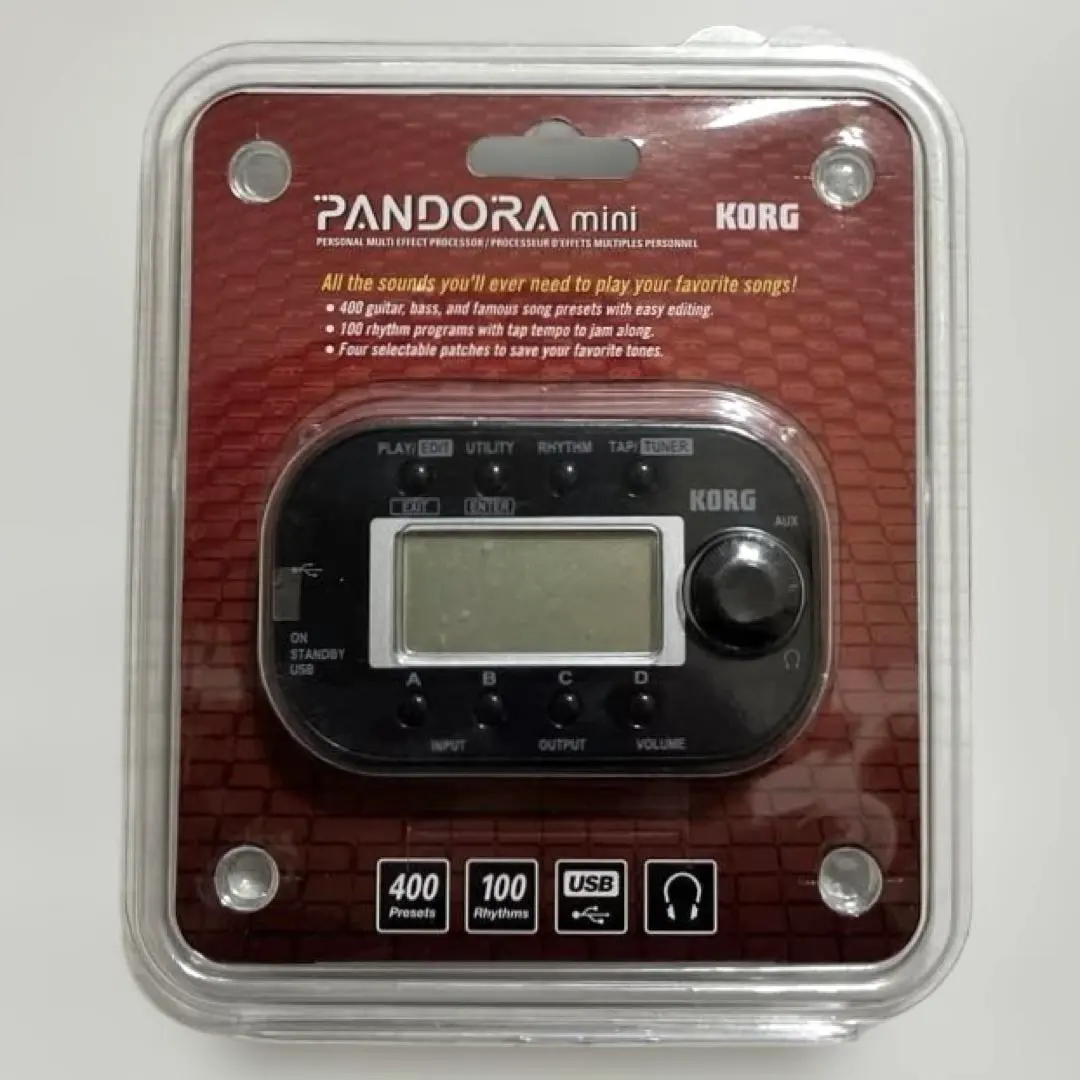 PANDORA mini KORG
PERSONAL MULTI EFFECT PROCESSOR / PROCESSEUR D'EFFETS MULTIPLES PERSONNEL
All the sounds you'll ever need to play your favorite songs!
• 400 guitar, bass, and famous song presets with easy editing.
• 100 rhythm programs with tap tempo to jam along.
• Four selectable patches to save your favorite tones.
PLAY/EDIT UTILITY RHYTHM TAP/TUNER
KORG
EXIT ENTER
AUX
ON
STANDBY
USB
A B C D
INPUT OUTPUT VOLUME
400 100 USB
Presets Rhythms